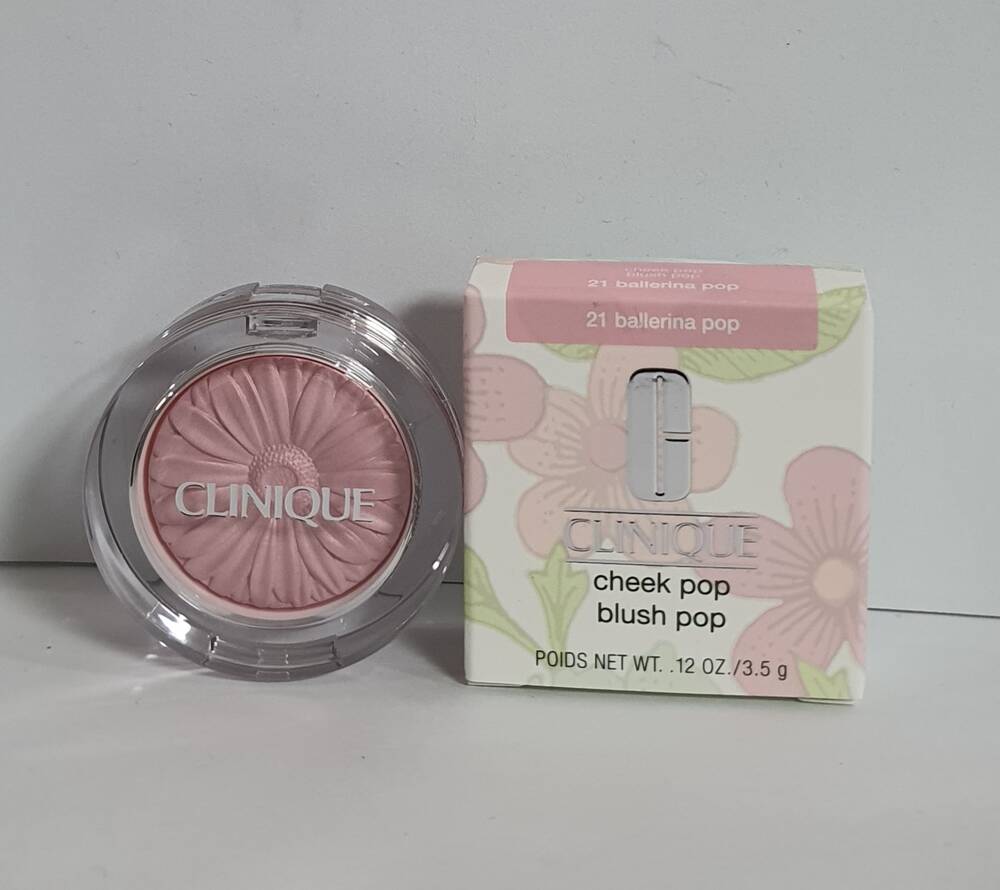 CLINIQUE
cheek pop
blush pop
21 ballerina pop
21 ballerina pop
CLINIQUE
cheek pop
blush pop
POIDS NET WT. .12 OZ./3.5 g